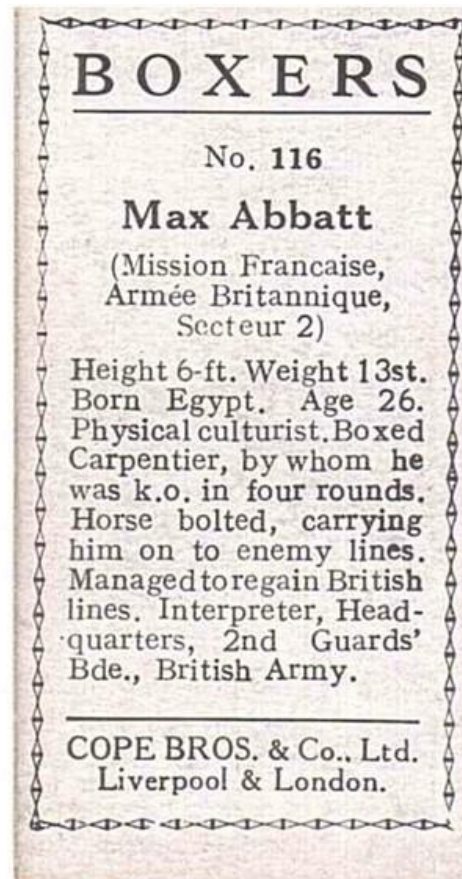 BOXERS
No. 116
Max Abbatt
(Mission Francaise,
Armée Britannique,
Secteur 2)
Height 6-ft. Weight 13st.
Born Egypt. Age 26.
Physical culturist. Boxed
Carpentier, by whom he
was k.o. in four rounds.
Horse bolted, carrying
him on to enemy lines.
Managed to regain British
lines. Interpreter, Head-
quarters, 2nd Guards'
Bde., British Army.
COPE BROS. & Co., Ltd.
Liverpool & London.